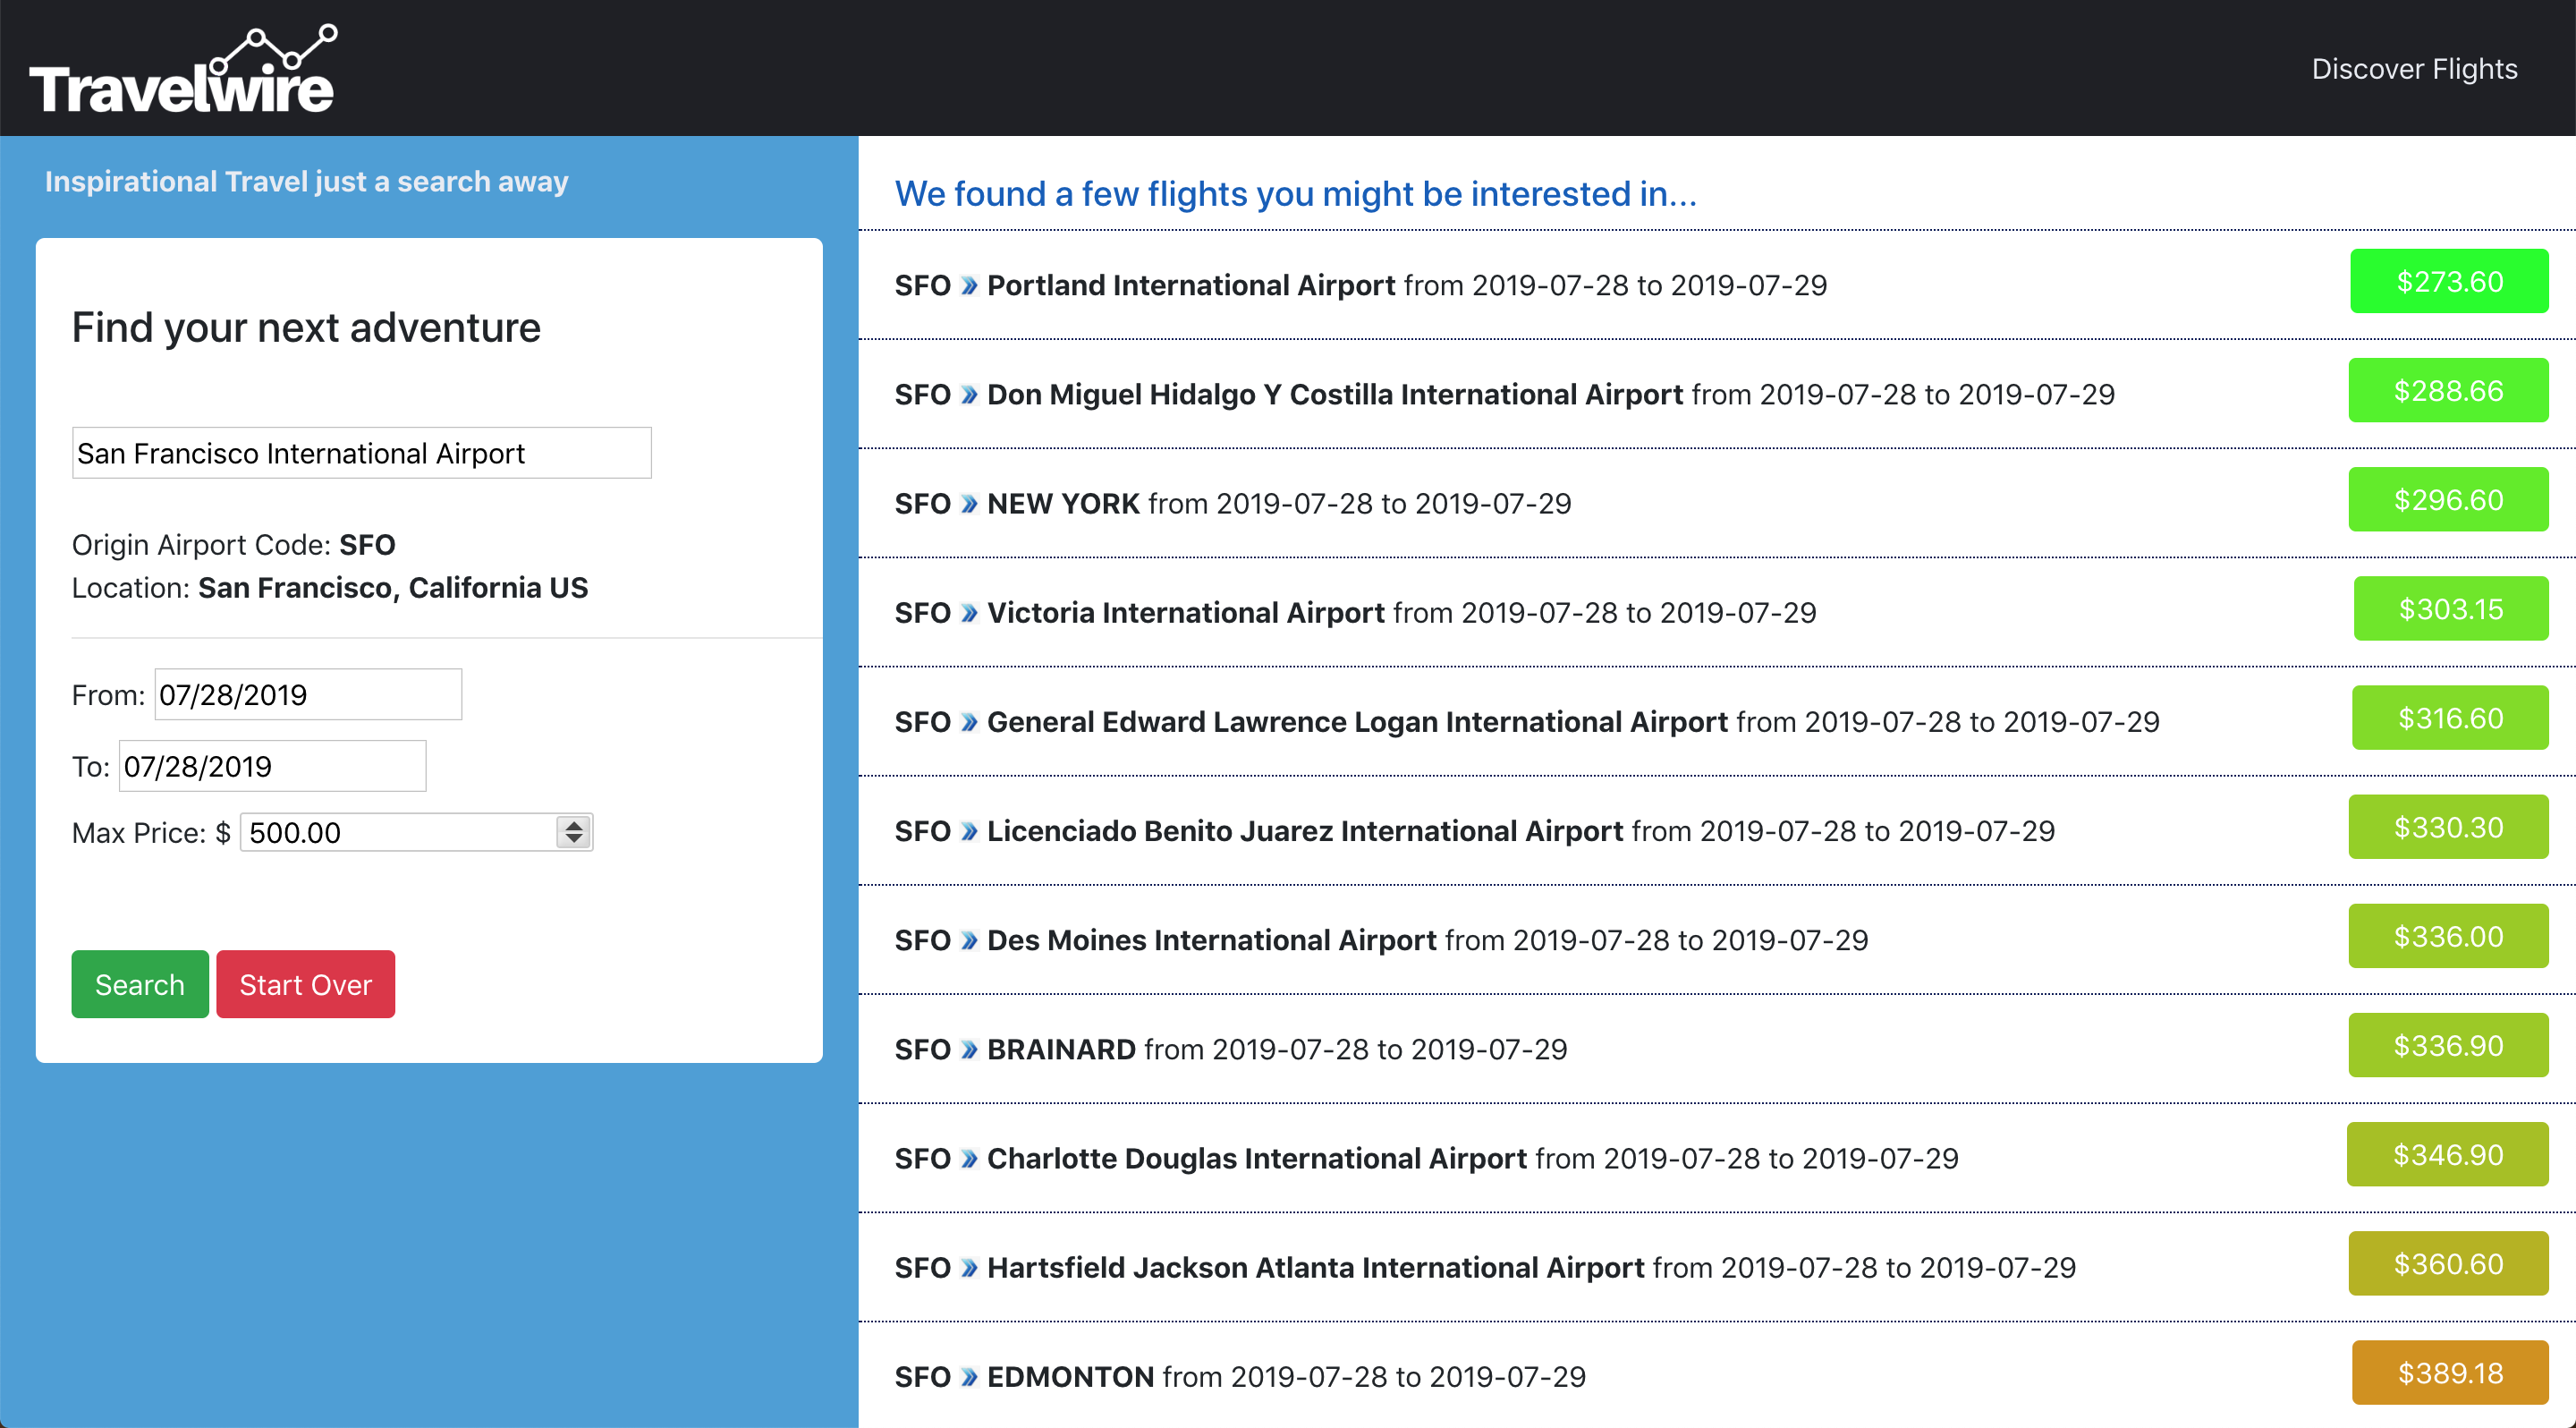 Travelwire
Discover Flights
Inspirational Travel just a search away
Find your next adventure
San Francisco International Airport
Origin Airport Code: SFO
Location: San Francisco, California US
From: 07/28/2019
To: 07/28/2019
Max Price: $ 500.00
Search Start Over
We found a few flights you might be interested in...
SFO » Portland International Airport from 2019-07-28 to 2019-07-29 $273.60
SFO » Don Miguel Hidalgo Y Costilla International Airport from 2019-07-28 to 2019-07-29 $288.66
SFO » NEW YORK from 2019-07-28 to 2019-07-29 $296.60
SFO » Victoria International Airport from 2019-07-28 to 2019-07-29 $303.15
SFO » General Edward Lawrence Logan International Airport from 2019-07-28 to 2019-07-29 $316.60
SFO » Licenciado Benito Juarez International Airport from 2019-07-28 to 2019-07-29 $330.30
SFO » Des Moines International Airport from 2019-07-28 to 2019-07-29 $336.00
SFO » BRAINARD from 2019-07-28 to 2019-07-29 $336.90
SFO » Charlotte Douglas International Airport from 2019-07-28 to 2019-07-29 $346.90
SFO » Hartsfield Jackson Atlanta International Airport from 2019-07-28 to 2019-07-29 $360.60
SFO » EDMONTON from 2019-07-28 to 2019-07-29 $389.18